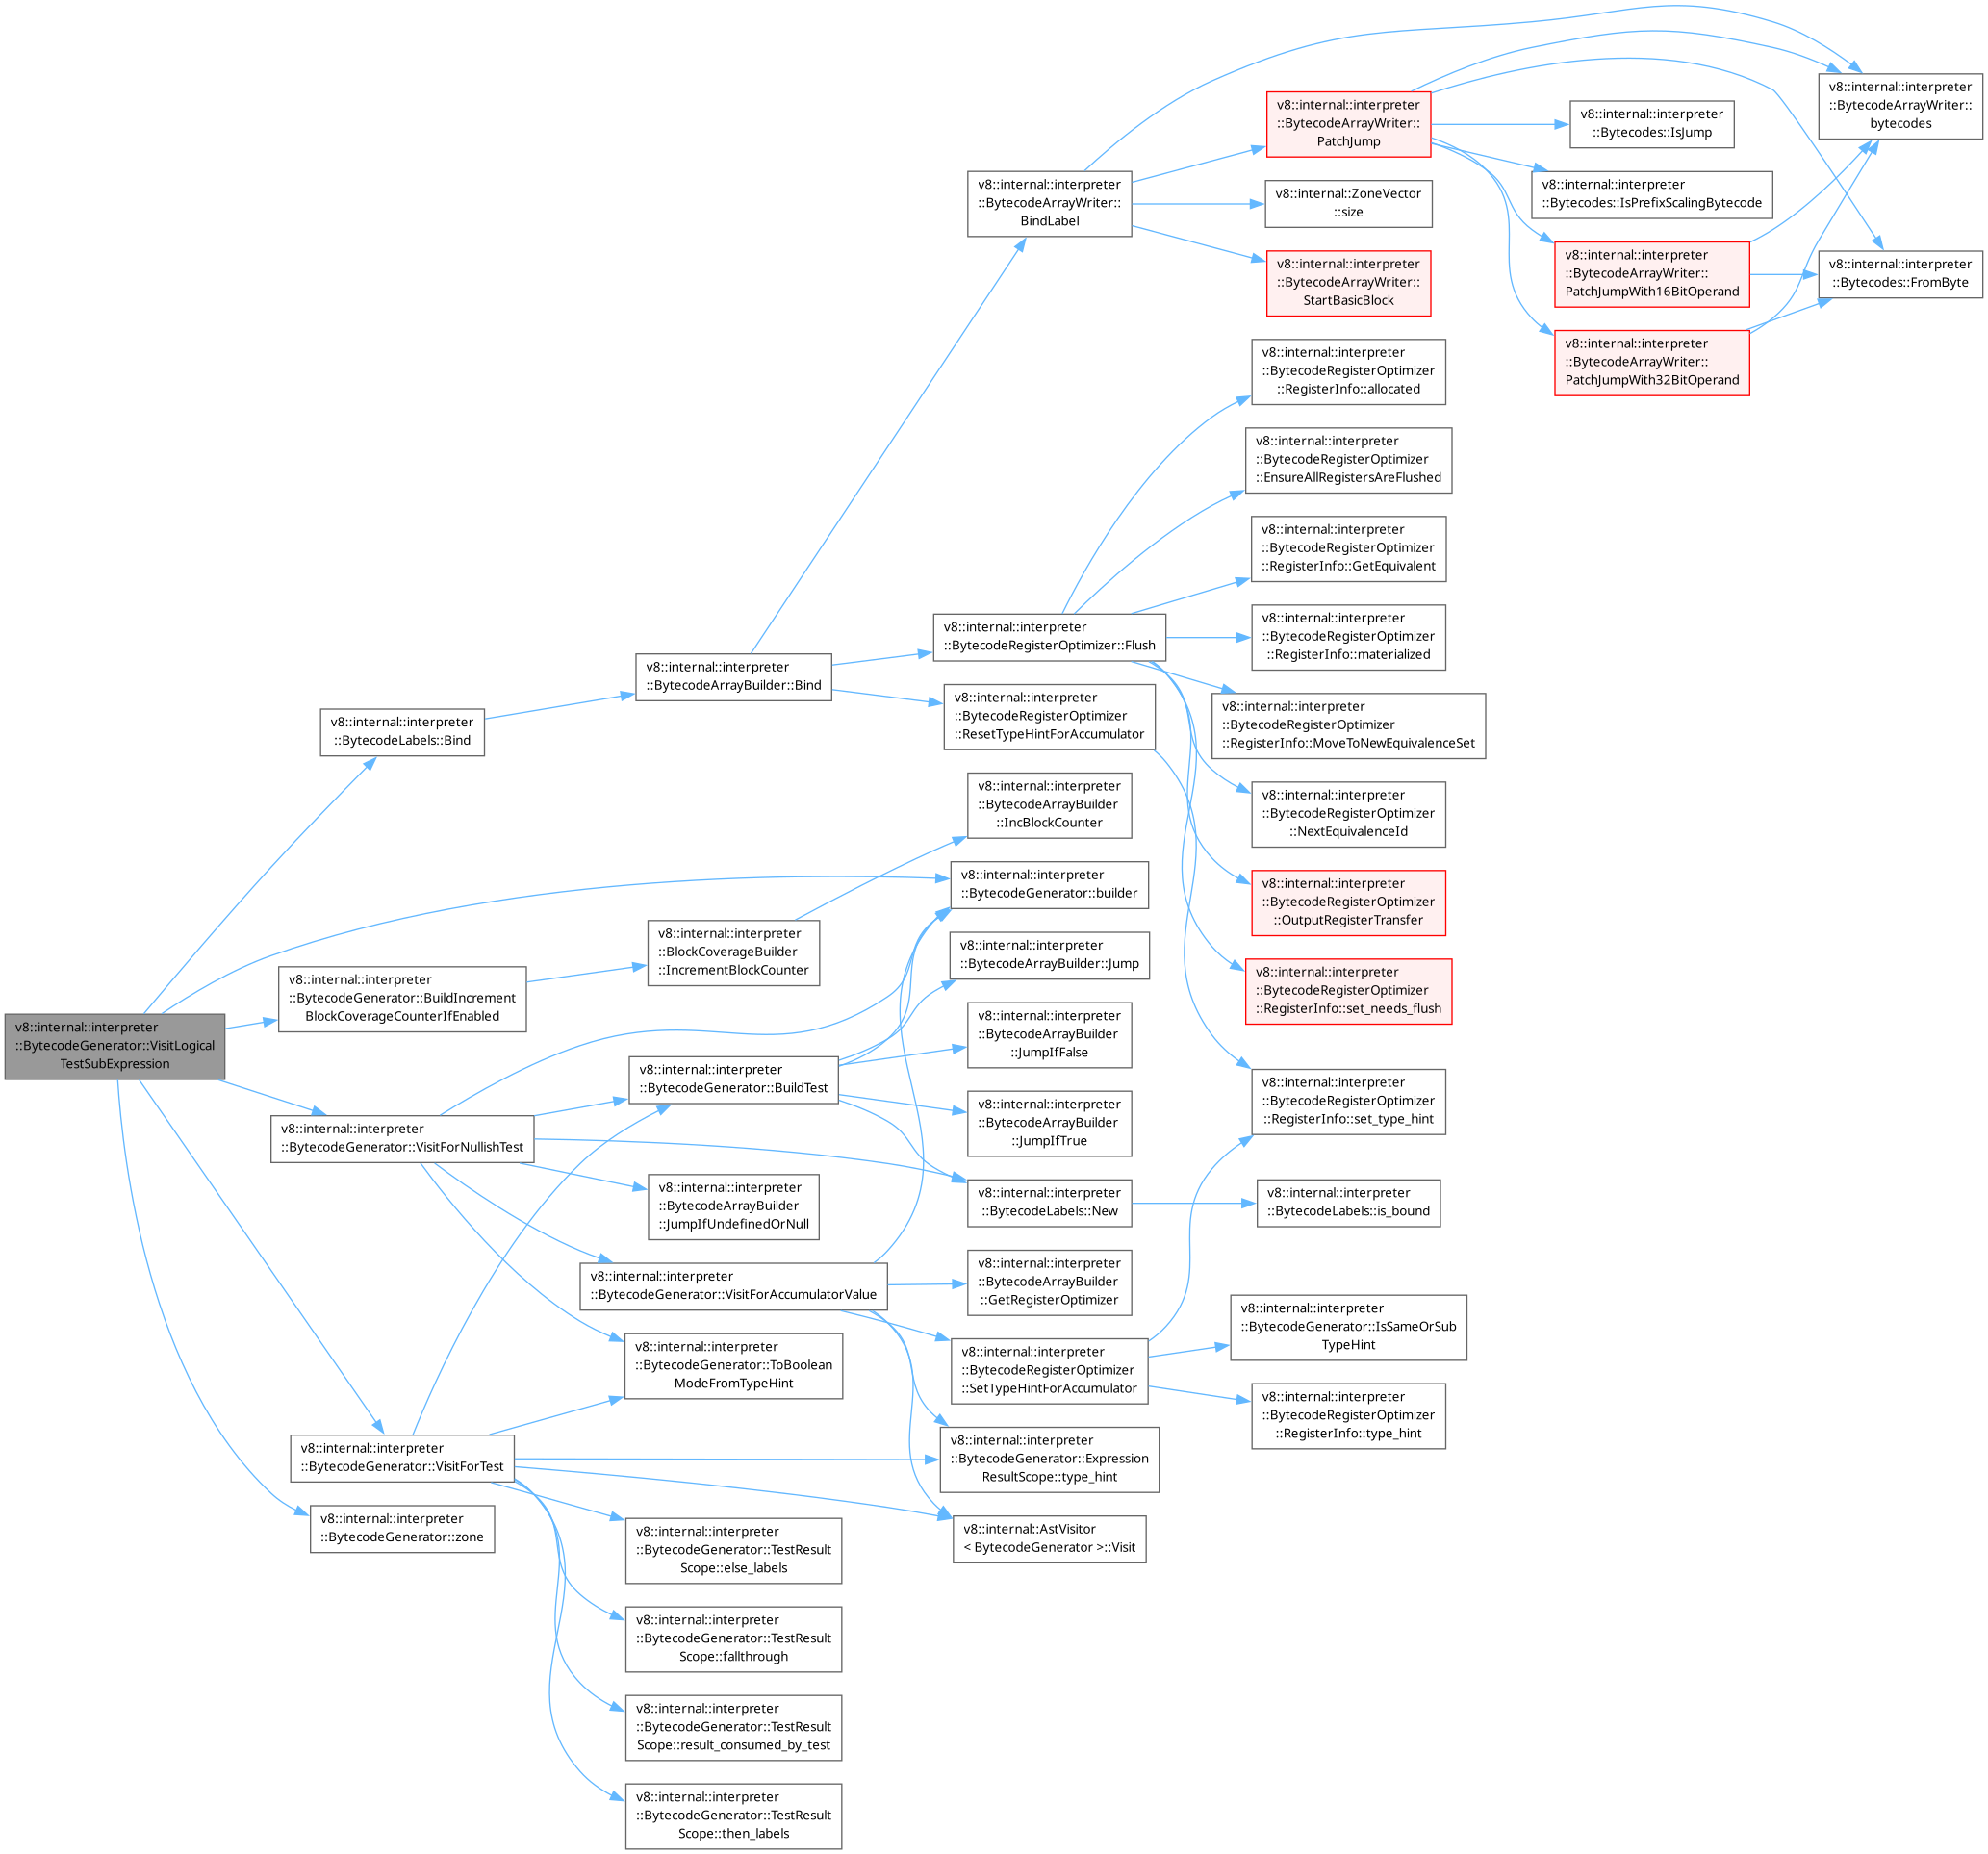 v8::internal::interpreter
::BytecodeGenerator::VisitLogical
TestSubExpression
v8::internal::interpreter
::BytecodeLabels::Bind
v8::internal::interpreter
::BytecodeGenerator::BuildIncrement
BlockCoverageCounterIfEnabled
v8::internal::interpreter
::BytecodeGenerator::VisitForNullishTest
v8::internal::interpreter
::BytecodeGenerator::VisitForTest
v8::internal::interpreter
::BytecodeGenerator::zone
v8::internal::interpreter
::BytecodeArrayBuilder::Bind
v8::internal::interpreter
::BlockCoverageBuilder
::IncrementBlockCounter
v8::internal::interpreter
::BytecodeGenerator::BuildTest
v8::internal::interpreter
::BytecodeArrayBuilder
::JumpIfUndefinedOrNull
v8::internal::interpreter
::BytecodeGenerator::VisitForAccumulatorValue
v8::internal::interpreter
::BytecodeGenerator::ToBoolean
ModeFromTypeHint
v8::internal::interpreter
::BytecodeGenerator::TestResult
Scope::else_labels
v8::internal::interpreter
::BytecodeGenerator::TestResult
Scope::fallthrough
v8::internal::interpreter
::BytecodeGenerator::TestResult
Scope::result_consumed_by_test
v8::internal::interpreter
::BytecodeGenerator::TestResult
Scope::then_labels
v8::internal::interpreter
::BytecodeArrayWriter::
BindLabel
v8::internal::interpreter
::BytecodeRegisterOptimizer::Flush
v8::internal::interpreter
::BytecodeRegisterOptimizer
::ResetTypeHintForAccumulator
v8::internal::interpreter
::BytecodeArrayBuilder
::IncBlockCounter
v8::internal::interpreter
::BytecodeGenerator::builder
v8::internal::interpreter
::BytecodeArrayBuilder::Jump
v8::internal::interpreter
::BytecodeArrayBuilder
::JumpIfFalse
v8::internal::interpreter
::BytecodeArrayBuilder
::JumpIfTrue
v8::internal::interpreter
::BytecodeLabels::New
v8::internal::interpreter
::BytecodeArrayBuilder
::GetRegisterOptimizer
v8::internal::interpreter
::BytecodeRegisterOptimizer
::SetTypeHintForAccumulator
v8::internal::interpreter
::BytecodeGenerator::Expression
ResultScope::type_hint
v8::internal::AstVisitor
< BytecodeGenerator >::Visit
v8::internal::interpreter
::BytecodeArrayWriter::
PatchJump
v8::internal::ZoneVector
::size
v8::internal::interpreter
::BytecodeArrayWriter::
StartBasicBlock
v8::internal::interpreter
::BytecodeRegisterOptimizer
::RegisterInfo::allocated
v8::internal::interpreter
::BytecodeRegisterOptimizer
::EnsureAllRegistersAreFlushed
v8::internal::interpreter
::BytecodeRegisterOptimizer
::RegisterInfo::GetEquivalent
v8::internal::interpreter
::BytecodeRegisterOptimizer
::RegisterInfo::materialized
v8::internal::interpreter
::BytecodeRegisterOptimizer
::RegisterInfo::MoveToNewEquivalenceSet
v8::internal::interpreter
::BytecodeRegisterOptimizer
::NextEquivalenceId
v8::internal::interpreter
::BytecodeRegisterOptimizer
::OutputRegisterTransfer
v8::internal::interpreter
::BytecodeRegisterOptimizer
::RegisterInfo::set_needs_flush
v8::internal::interpreter
::BytecodeRegisterOptimizer
::RegisterInfo::set_type_hint
v8::internal::interpreter
::BytecodeLabels::is_bound
v8::internal::interpreter
::BytecodeGenerator::IsSameOrSub
TypeHint
v8::internal::interpreter
::BytecodeRegisterOptimizer
::RegisterInfo::type_hint
v8::internal::interpreter
::Bytecodes::IsJump
v8::internal::interpreter
::Bytecodes::IsPrefixScalingBytecode
v8::internal::interpreter
::BytecodeArrayWriter::
PatchJumpWith16BitOperand
v8::internal::interpreter
::BytecodeArrayWriter::
PatchJumpWith32BitOperand
v8::internal::interpreter
::BytecodeArrayWriter::
bytecodes
v8::internal::interpreter
::Bytecodes::FromByte